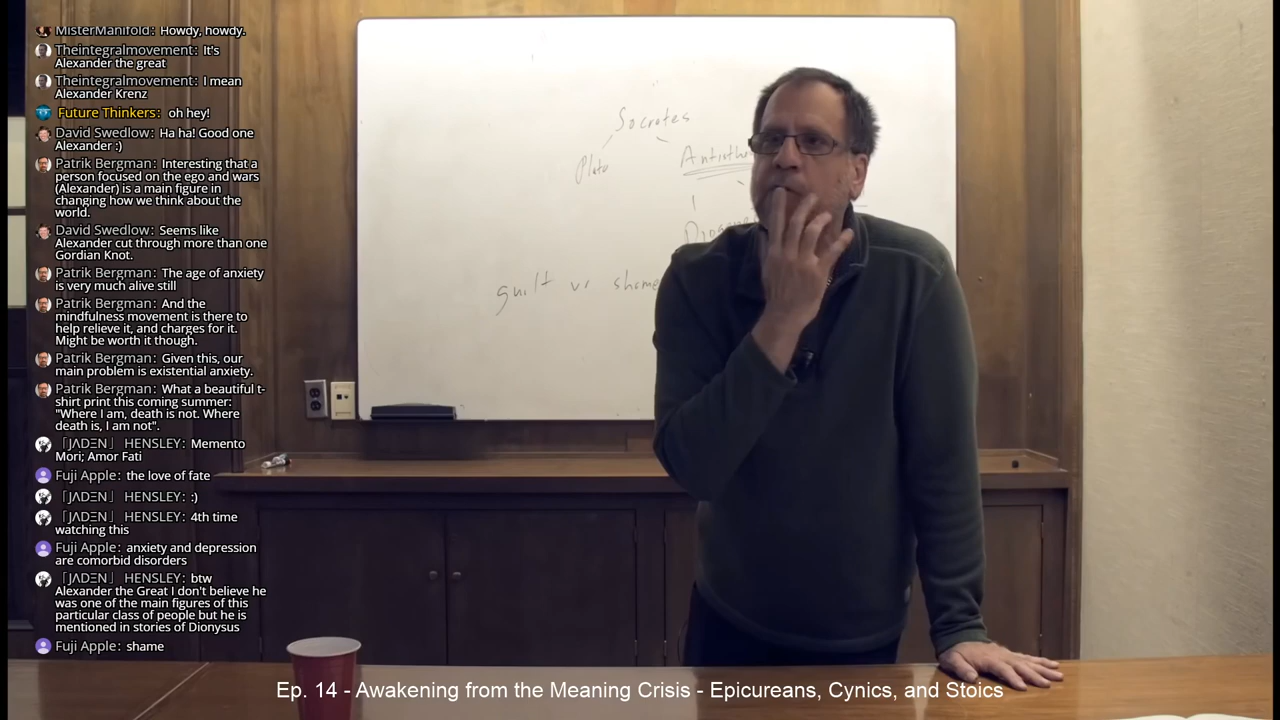 MisterManifold: Howdy, howdy.
Theintegralmovement: It's
Alexander the great
Theintegralmovement: I mean
Alexander Krenz
Future Thinkers: oh hey!
David Swedlow: Ha ha! Good one
Alexander :)
Patrik Bergman: Interesting that a
person focused on the ego and wars
(Alexander) is a main figure in
changing how we think about the
world.
David Swedlow: Seems like
Alexander cut through more than one
Gordian Knot.
Patrik Bergman: The age of anxiety
is very much alive still
Patrik Bergman: And the
mindfulness movement is there to
help relieve it, and charges for it.
Might be worth it though.
Patrik Bergman: Given this, our
main problem is existential anxiety.
Patrik Bergman: What a beautiful t-
shirt print this coming summer:
"Where I am, death is not. Where
death is, I am not".
「JΛDΞN」 HENSLEY: Memento
Mori; Amor Fati
Fuji Apple: the love of fate
「JΛDΞN」 HENSLEY: :)
「JΛDΞN」 HENSLEY: 4th time
watching this
Fuji Apple: anxiety and depression
are comorbid disorders
「JΛDΞN」 HENSLEY: btw
Alexander the Great I don't believe he
was one of the main figures of this
particular class of people but he is
mentioned in stories of Dionysus
Fuji Apple: shame
Socrates
Plato
guilt vs shame
Ep. 14 - Awakening from the Meaning Crisis - Epicureans, Cynics, and Stoics